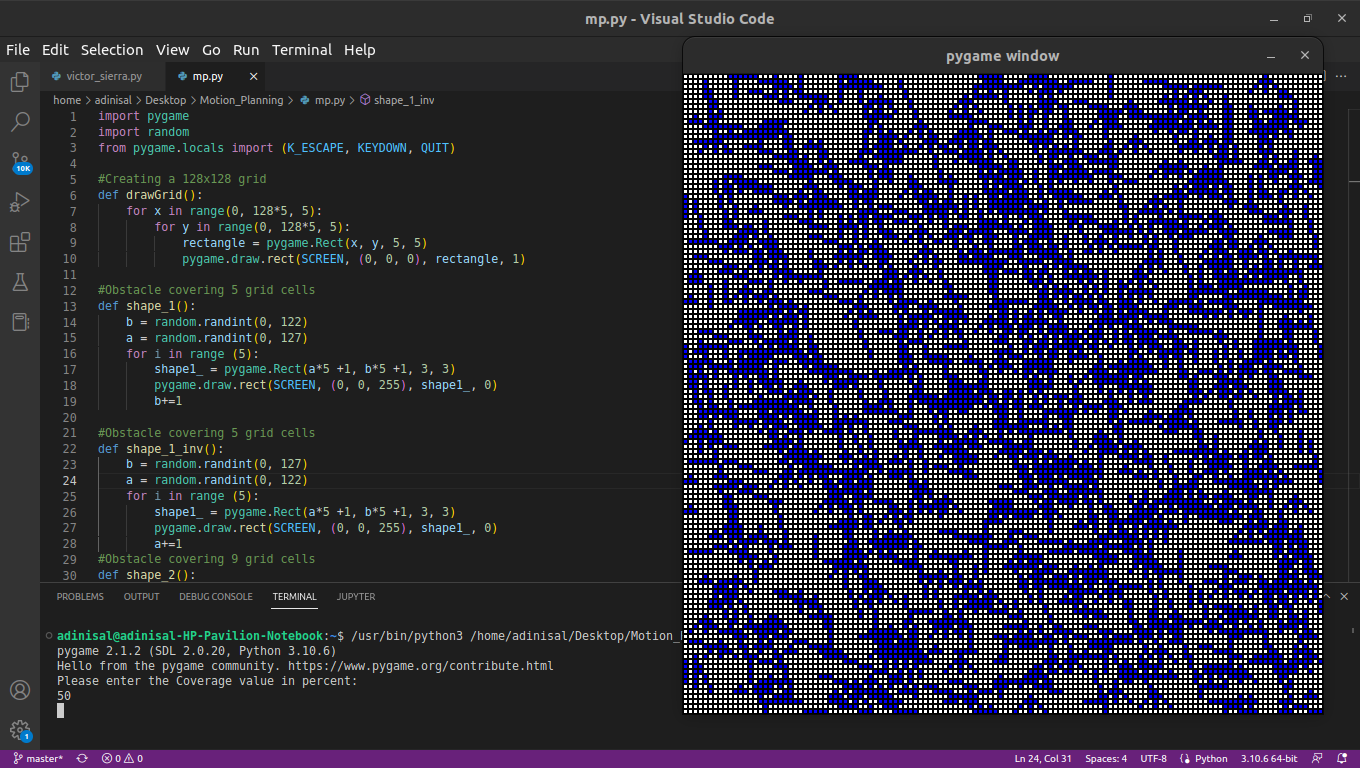 mp.py - Visual Studio Code
File Edit Selection View Go Run Terminal Help
pygame window
victor_sierra.py
mp.py
home > adinisal > Desktop > Motion_Planning > mp.py > shape_1_inv
1 import pygame
2 import random
3 from pygame.locals import (K_ESCAPE, KEYDOWN, QUIT)
4
5 #Creating a 128x128 grid
6 def drawGrid():
7 for x in range(0, 128*5, 5):
8 for y in range(0, 128*5, 5):
9 rectangle = pygame.Rect(x, y, 5, 5)
10 pygame.draw.rect(SCREEN, (0, 0, 0), rectangle, 1)
11
12 #Obstacle covering 5 grid cells
13 def shape_1():
14 b = random.randint(0, 122)
15 a = random.randint(0, 127)
16 for i in range (5):
17 shape1_ = pygame.Rect(a*5 +1, b*5 +1, 3, 3)
18 pygame.draw.rect(SCREEN, (0, 0, 255), shape1_, 0)
19 b+=1
20
21 #Obstacle covering 5 grid cells
22 def shape_1_inv():
23 b = random.randint(0, 127)
24 a = random.randint(0, 122)
25 for i in range (5):
26 shape1_ = pygame.Rect(a*5 +1, b*5 +1, 3, 3)
27 pygame.draw.rect(SCREEN, (0, 0, 255), shape1_, 0)
28 a+=1
29 #Obstacle covering 9 grid cells
30 def shape_2():
10K
PROBLEMS OUTPUT DEBUG CONSOLE TERMINAL JUPYTER
adinisal@adinisal-HP-Pavilion-Notebook:~$ /usr/bin/python3 /home/adinisal/Desktop/Motion_
pygame 2.1.2 (SDL 2.0.20, Python 3.10.6)
Hello from the pygame community. https://www.pygame.org/contribute.html
Please enter the Coverage value in percent:
50
1
master* 0 0 Ln 24, Col 31 Spaces: 4 UTF-8 Python 3.10.6 64-bit